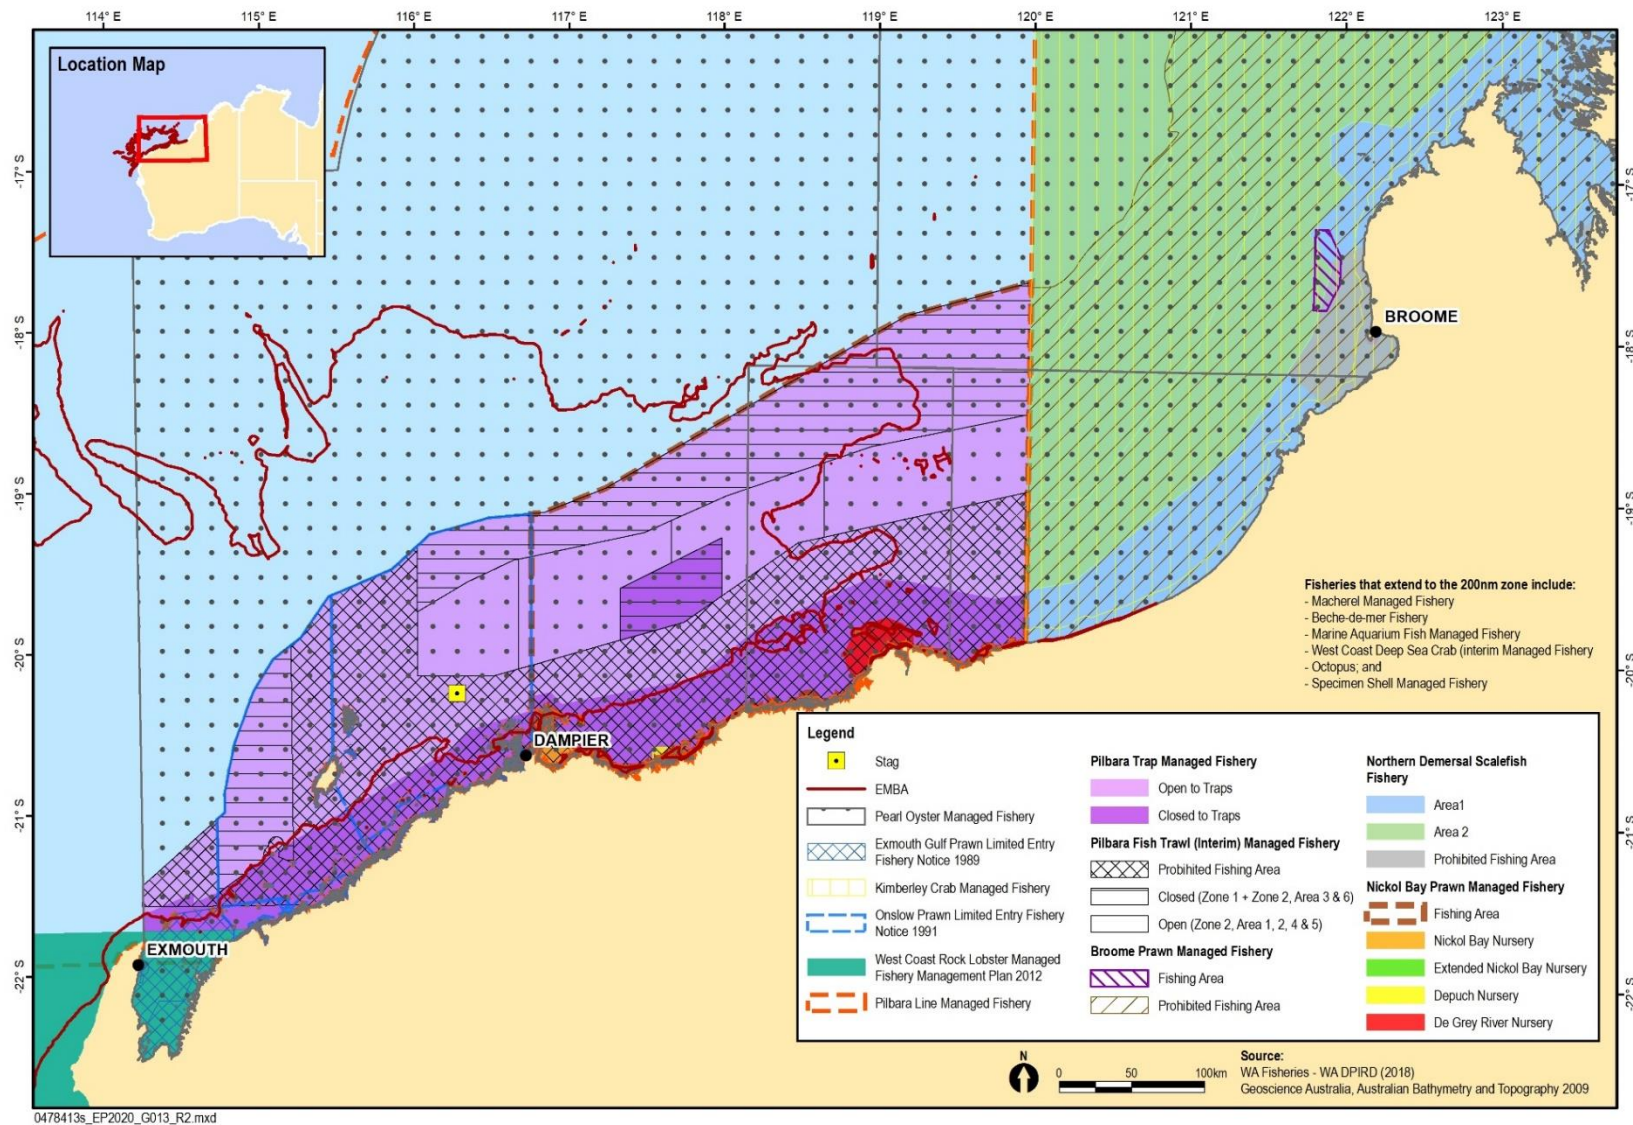 114° E 115° E 116° E 117° E 118° E 119° E 120° E 121° E 122° E 123° E
Location Map
-17° S
-18° S
-19° S
-20° S
-21° S
-22° S
-17° S
-18° S
-19° S
-20° S
-21° S
-22° S
BROOME
DAMPIER
EXMOUTH
Fisheries that extend to the 200nm zone include:
- Macherel Managed Fishery
- Beche-de-mer Fishery
- Marine Aquarium Fish Managed Fishery
- West Coast Deep Sea Crab (interim Managed Fishery
- Octopus; and
- Specimen Shell Managed Fishery
Legend
Stag
EMBA
Pearl Oyster Managed Fishery
Exmouth Gulf Prawn Limited Entry
Fishery Notice 1989
Kimberley Crab Managed Fishery
Onslow Prawn Limited Entry Fishery
Notice 1991
West Coast Rock Lobster Managed
Fishery Management Plan 2012
Pilbara Line Managed Fishery
Pilbara Trap Managed Fishery
Open to Traps
Closed to Traps
Pilbara Fish Trawl (Interim) Managed Fishery
Probihited Fishing Area
Closed (Zone 1 + Zone 2, Area 3 & 6)
Open (Zone 2, Area 1, 2, 4 & 5)
Broome Prawn Managed Fishery
Fishing Area
Prohibited Fishing Area
Northern Demersal Scalefish
Fishery
Area1
Area 2
Prohibited Fishing Area
Nickol Bay Prawn Managed Fishery
Fishing Area
Nickol Bay Nursery
Extended Nickol Bay Nursery
Depuch Nursery
De Grey River Nursery
N
0 50 100km
Source:
WA Fisheries - WA DPIRD (2018)
Geoscience Australia, Australian Bathymetry and Topography 2009
0478413s_EP2020_G013_R2.mxd